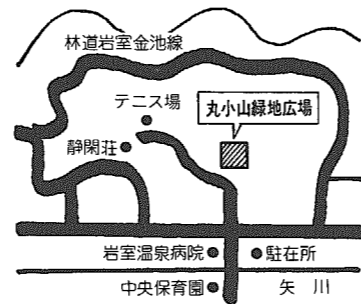 林道岩室金池線
テニス場
丸小山緑地広場
静閑荘
岩室温泉病院
駐在所
中央保育園
矢川